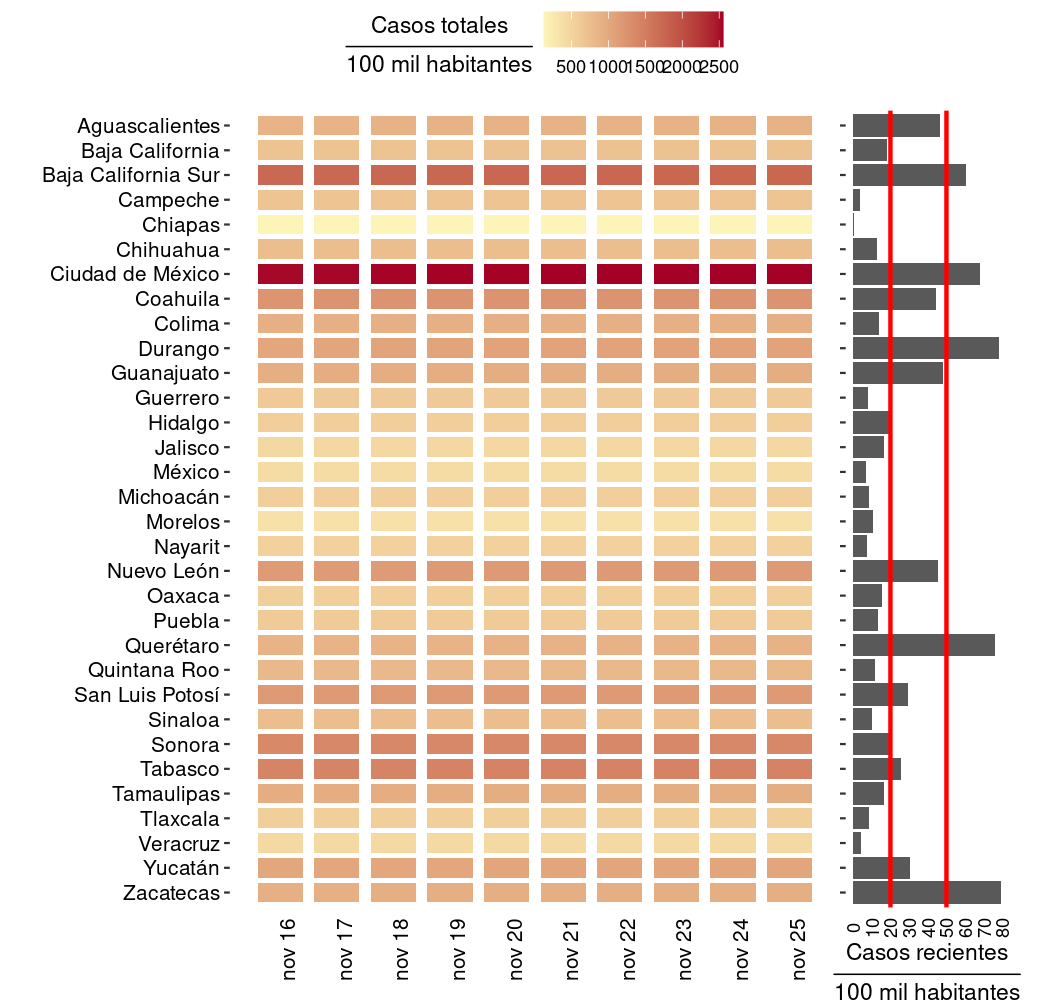 Casos totales
100 mil habitantes
500 1000 1500 2000 2500
Aguascalientes
Baja California
Baja California Sur
Campeche
Chiapas
Chihuahua
Ciudad de México
Coahuila
Colima
Durango
Guanajuato
Guerrero
Hidalgo
Jalisco
México
Michoacán
Morelos
Nayarit
Nuevo León
Oaxaca
Puebla
Querétaro
Quintana Roo
San Luis Potosí
Sinaloa
Sonora
Tabasco
Tamaulipas
Tlaxcala
Veracruz
Yucatán
Zacatecas
nov 16
nov 17
nov 18
nov 19
nov 20
nov 21
nov 22
nov 23
nov 24
nov 25
0
10
20
30
40
50
60
70
80
Casos recientes
100 mil habitantes